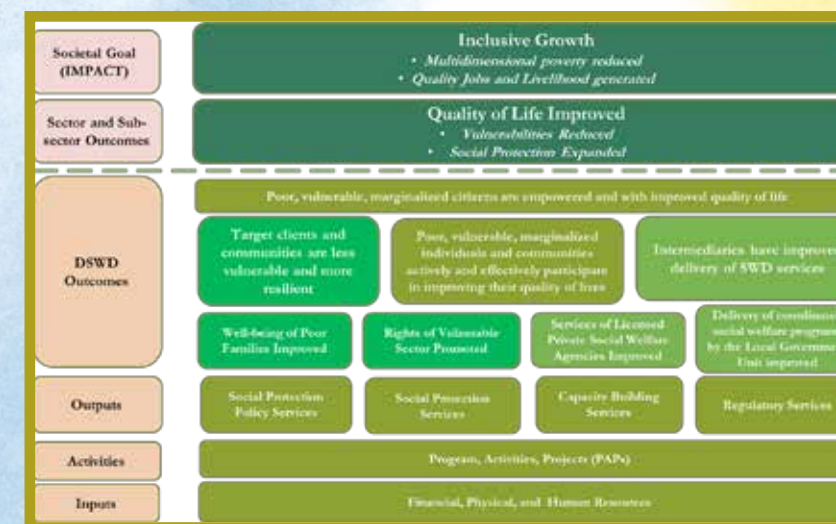 Societal Goal
(IMPACT)
Inclusive Growth
• Multidimensional poverty reduced
• Quality Jobs and Livelihood generated
Sector and Sub-
sector Outcomes
Quality of Life Improved
• Vulnerabilities Reduced
• Social Protection Expanded
DSWD
Outcomes
Poor, vulnerable, marginalized citizens are empowered and with improved quality of life
Target clients and
communities are less
vulnerable and more
resilient
Poor, vulnerable, marginalized
individuals and communities
actively and effectively participate
in improving their quality of lives
Intermediaries have improve
delivery of SWD services
Well-being of Poor
Families Improved
Rights of Vulnerable
Sector Promoted
Services of Licensed
Private Social Welfare
Agencies Improved
Delivery of
social welfare program
by the Local Governme
Unit improved
Outputs
Social Protection
Policy Services
Social Protection
Services
Capacity Building
Services
Regulatory Services
Activities
Program, Activities, Projects (PAPs)
Inputs
Financial, Physical, and Human Resources